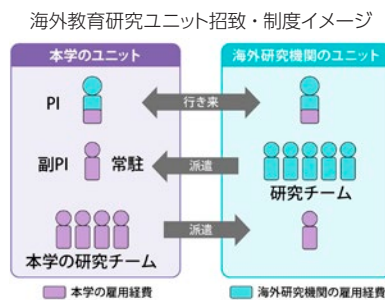 海外教育研究ユニット招致・制度イメージ
本学のユニット
海外研究機関のユニット
PI
行き来
副PI
常駐
派遣
研究チーム
派遣
本学の研究チーム
本学の雇用経費
海外研究機関の雇用経費